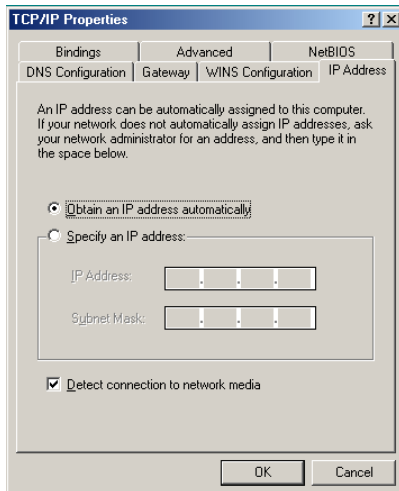 TCP/IP Properties
Bindings Advanced NetBIOS
DNS Configuration Gateway WINS Configuration IP Address
An IP address can be automatically assigned to this computer.
If your network does not automatically assign IP addresses, ask
your network administrator for an address, and then type it in
the space below.
Obtain an IP address automatically
Specify an IP address:
IP Address:
Subnet Mask:
Detect connection to network media
OK Cancel